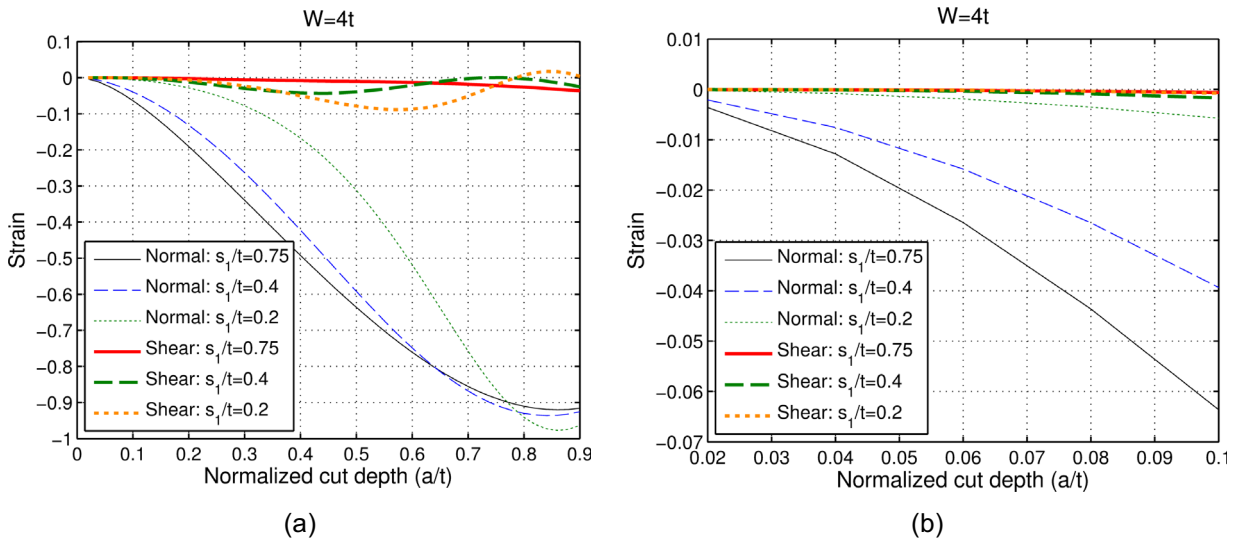 W=4t
0.1
0
−0.1
−0.2
−0.3
−0.4
−0.5
−0.6
−0.7
−0.8
−0.9
−1
Strain
Normal: s1/t=0.75
Normal: s1/t=0.4
Normal: s1/t=0.2
Shear: s1/t=0.75
Shear: s1/t=0.4
Shear: s1/t=0.2
0 0.1 0.2 0.3 0.4 0.5 0.6 0.7 0.8 0.9
Normalized cut depth (a/t)
(a)
W=4t
0.01
0
−0.01
−0.02
−0.03
−0.04
−0.05
−0.06
−0.07
Strain
Normal: s1/t=0.75
Normal: s1/t=0.4
Normal: s1/t=0.2
Shear: s1/t=0.75
Shear: s1/t=0.4
Shear: s1/t=0.2
0.02 0.03 0.04 0.05 0.06 0.07 0.08 0.09 0.1
Normalized cut depth (a/t)
(b)